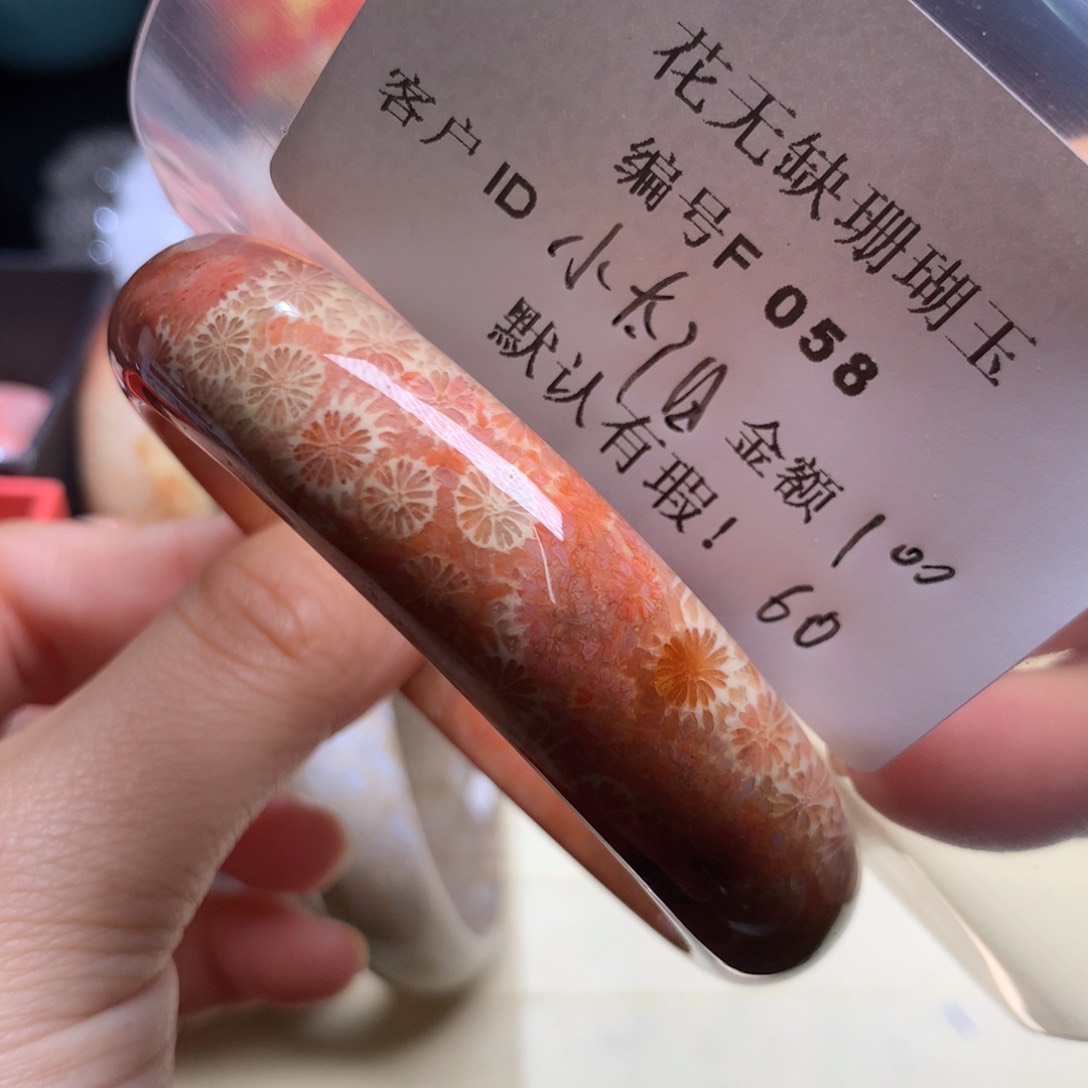 花无缺珊瑚玉
编号F 058
客户ID 小 金额 100
默认有瑕！ 60